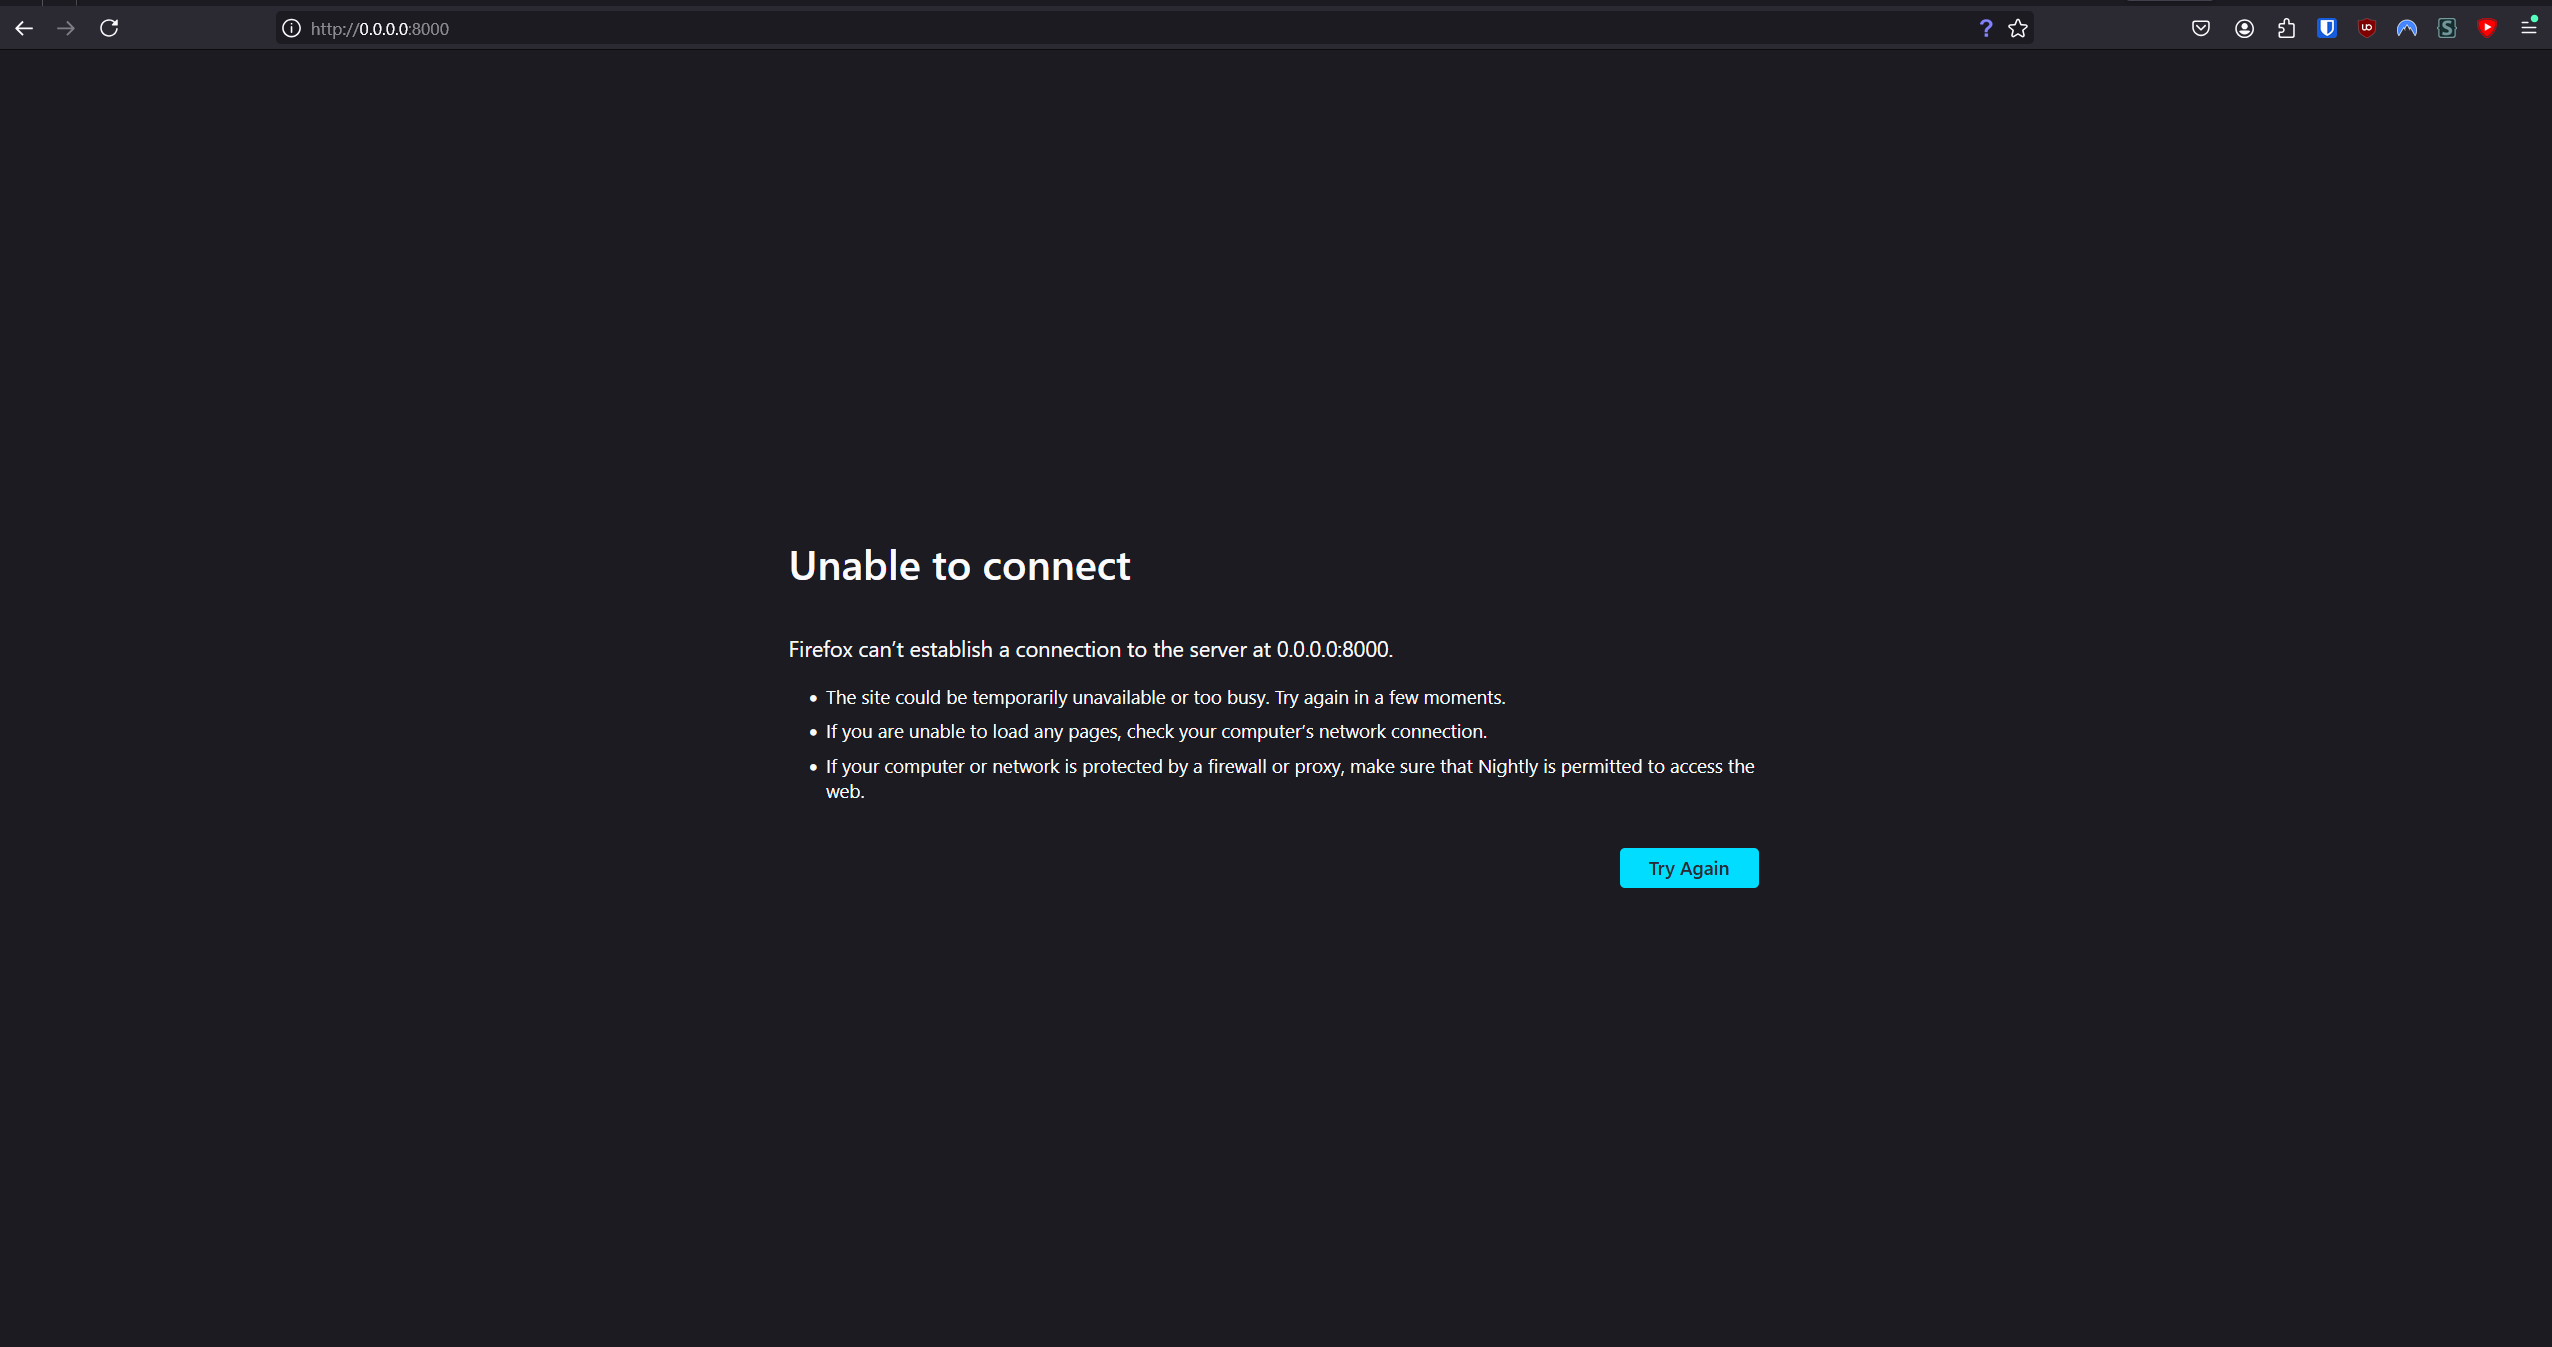 http://0.0.0.0:8000
?
Unable to connect
Firefox can’t establish a connection to the server at 0.0.0.0:8000.
• The site could be temporarily unavailable or too busy. Try again in a few moments.
• If you are unable to load any pages, check your computer’s network connection.
• If your computer or network is protected by a firewall or proxy, make sure that Nightly is permitted to access the
web.
Try Again